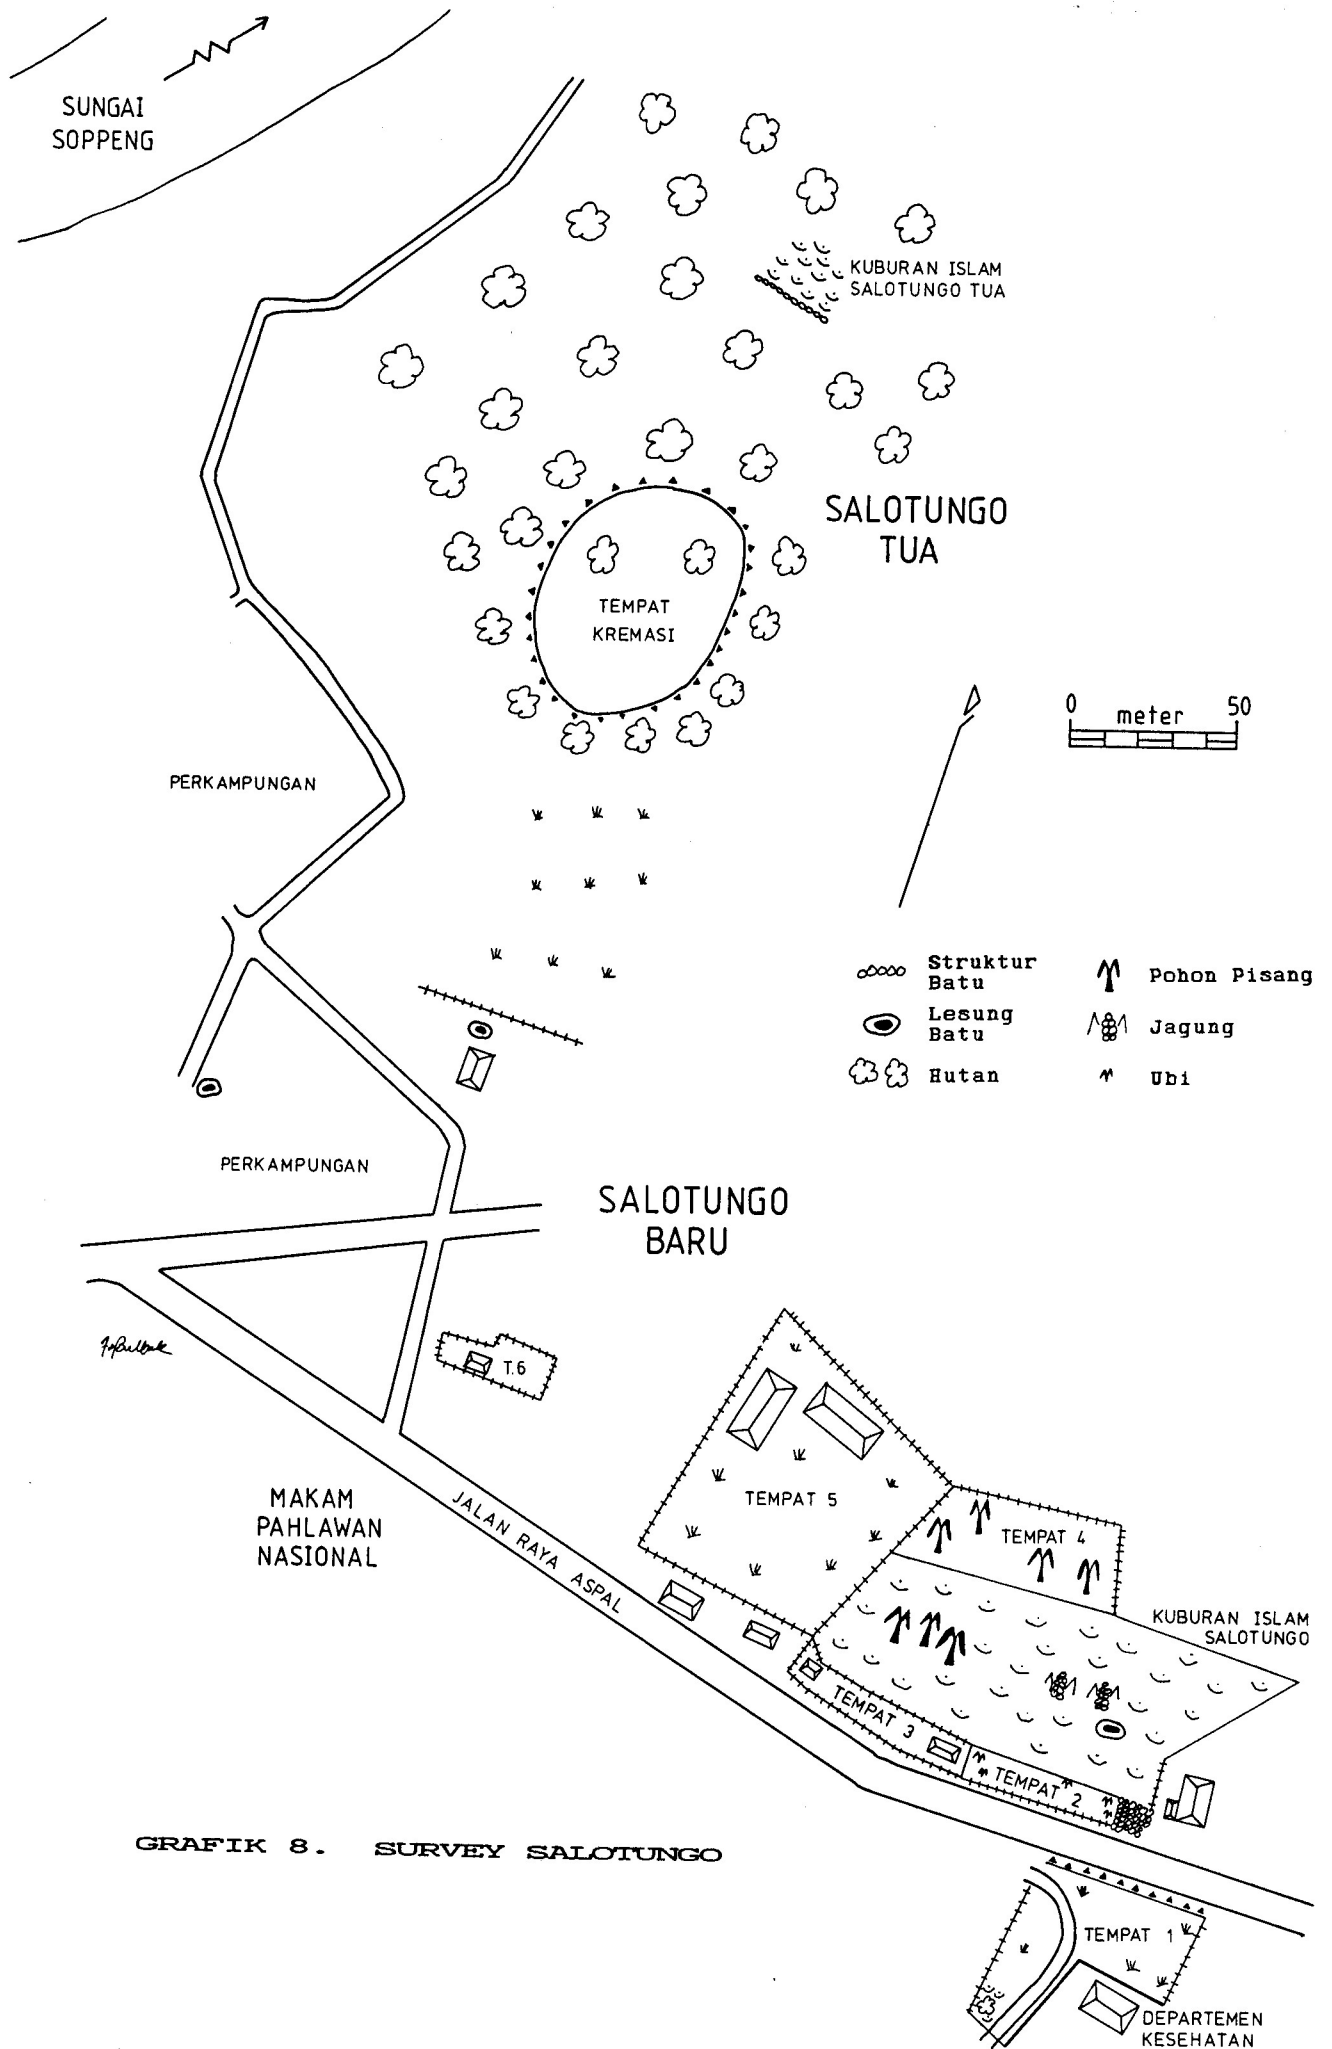 SUNGAI
SOPPENG
KUBURAN ISLAM
SALOTUNGO TUA
SALOTUNGO
TUA
TEMPAT
KREMASI
0 50
meter
PERKAMPUNGAN
Struktur
Batu
Pohon Pisang
Lesung
Batu
Jagung
Hutan
Ubi
PERKAMPUNGAN
SALOTUNGO
BARU
T.6
MAKAM
PAHLAWAN
NASIONAL
JALAN RAYA ASPAL
TEMPAT 5
TEMPAT 4
KUBURAN ISLAM
SALOTUNGO
TEMPAT 3
TEMPAT 2
GRAFIK 8. SURVEY SALOTUNGO
TEMPAT 1
DEPARTEMEN
KESEHATAN